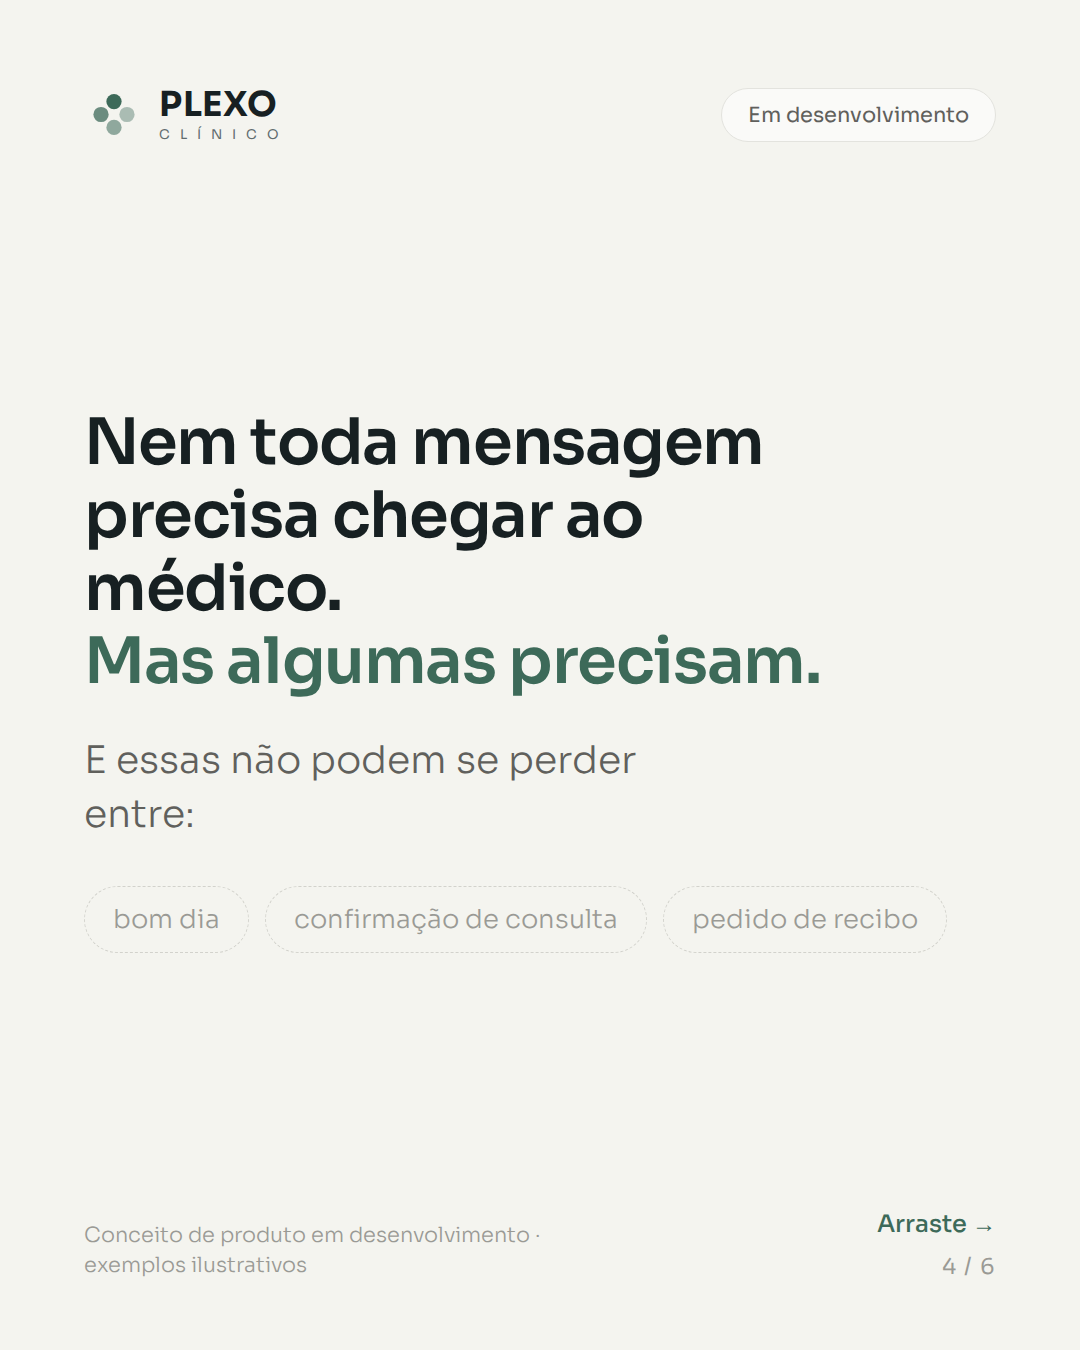 PLEXO
CLÍNICO
Em desenvolvimento
Nem toda mensagem
precisa chegar ao
médico.
Mas algumas precisam.
E essas não podem se perder
entre:
bom dia
confirmação de consulta
pedido de recibo
Conceito de produto em desenvolvimento ·
exemplos ilustrativos
Arraste →
4 / 6